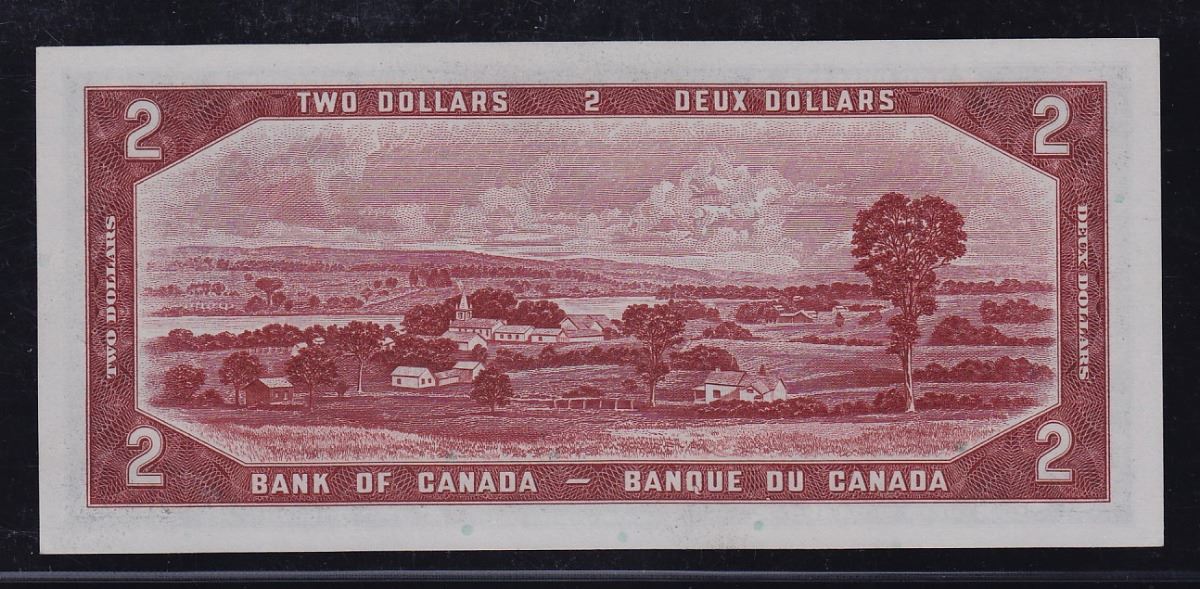 2 TWO DOLLARS 2 DEUX DOLLARS 2
TWO DOLLARS
DEUX DOLLARS
2 BANK OF CANADA — BANQUE DU CANADA 2